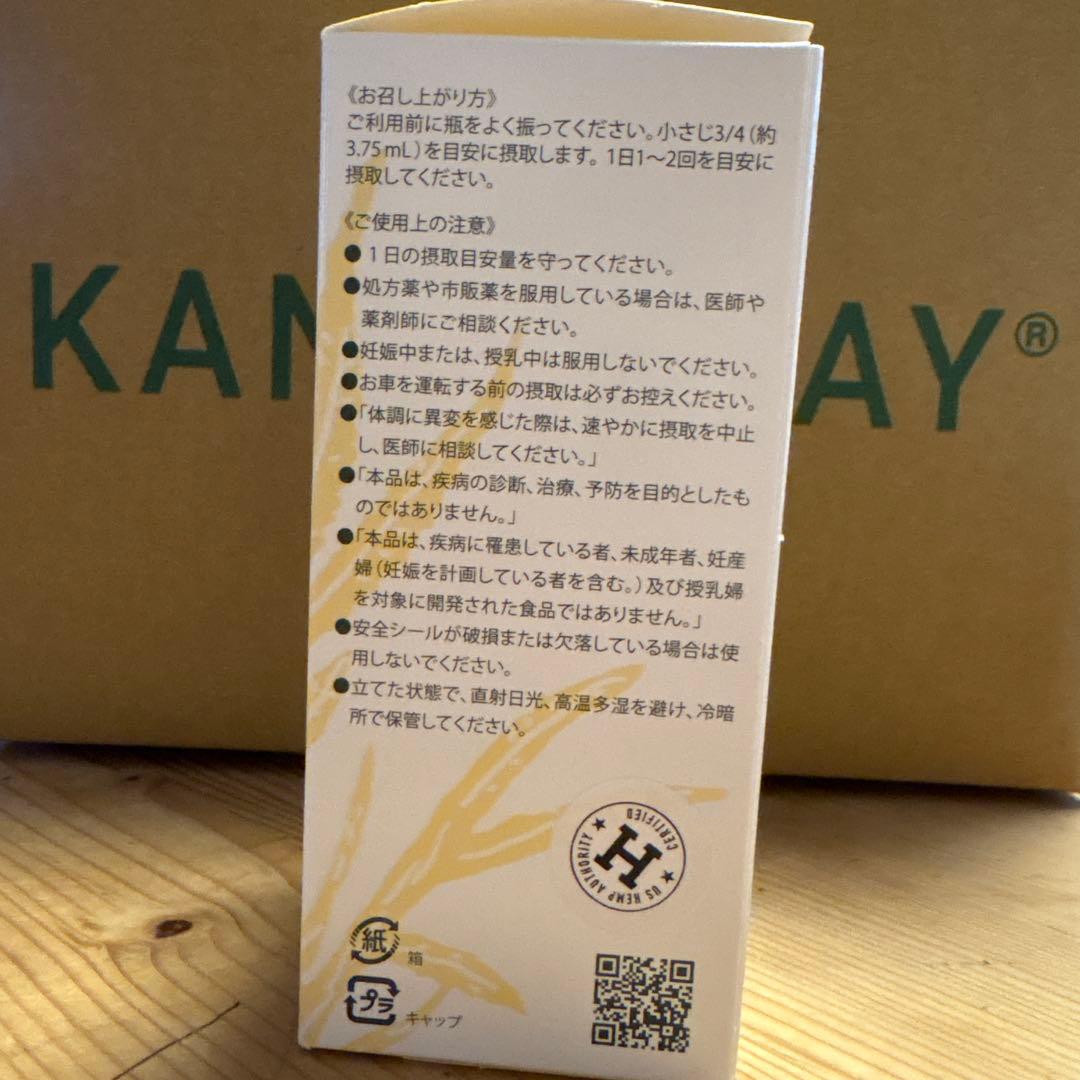 《お召し上がり方》
ご利用前に瓶をよく振ってください。小さじ3/4（約
3.75mL）を目安に摂取します。1日1～2回を目安に
摂取してください。
《ご使用上の注意》
●1日の摂取目安量を守ってください。
●処方薬や市販薬を服用している場合は、医師や
薬剤師にご相談ください。
●妊娠中または、授乳中は服用しないでください。
●お車を運転する前の摂取は必ずお控えください。
●「体調に異変を感じた際は、速やかに摂取を中止
し、医師に相談してください。」
●「本品は、疾病の診断、治療、予防を目的としたも
のではありません。」
●「本品は、疾病に罹患している者、未成年者、妊産
婦（妊娠を計画している者を含む。）及び授乳婦
を対象に開発された食品ではありません。」
●安全シールが破損または欠落している場合は使
用しないでください。
●立てた状態で、直射日光、高温多湿を避け、冷暗
所で保管してください。
★ US HEMP AUTHORITY ★ CERTIFIED
H
紙 箱
プラ キャップ
KAN
AY®